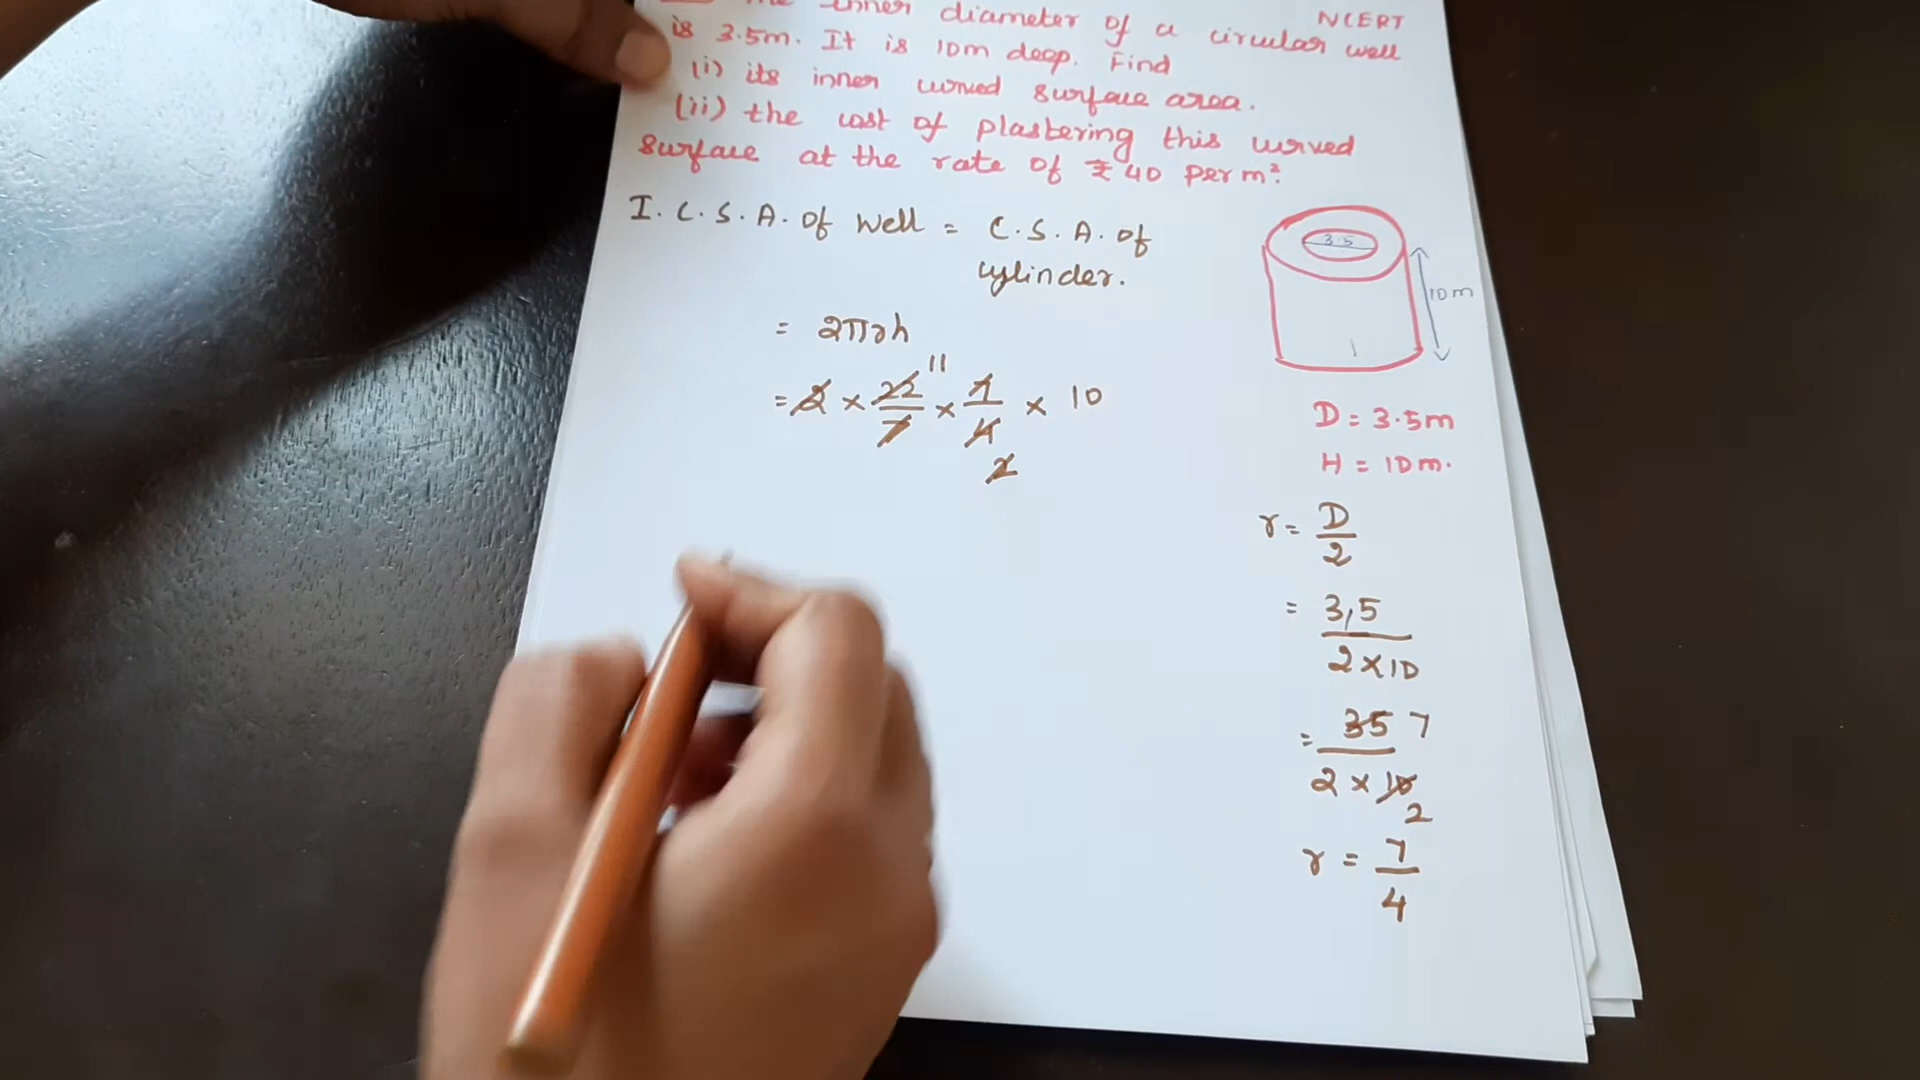 The inner diameter of a circular well NCERT
is 3.5m. It is 10m deep. Find
(i) its inner curved surface area.
(ii) the cost of plastering this curved
surface at the rate of ₹ 40 per m².
I. C. S. A. of well = C. S. A. of
cylinder.
= 2πrh
= 2 × 22/7 11 × 7/4 2 × 10
3.5
10m
D = 3.5m
H = 10m.
r = D/2
= 3,5
2 × 10
= 35 7
2 × 10 2
r = 7/4